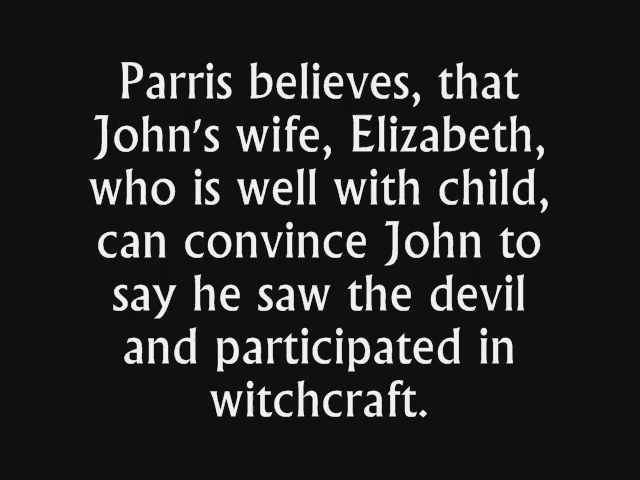 Parris believes, that
John's wife, Elizabeth,
who is well with child,
can convince John to
say he saw the devil
and participated in
witchcraft.